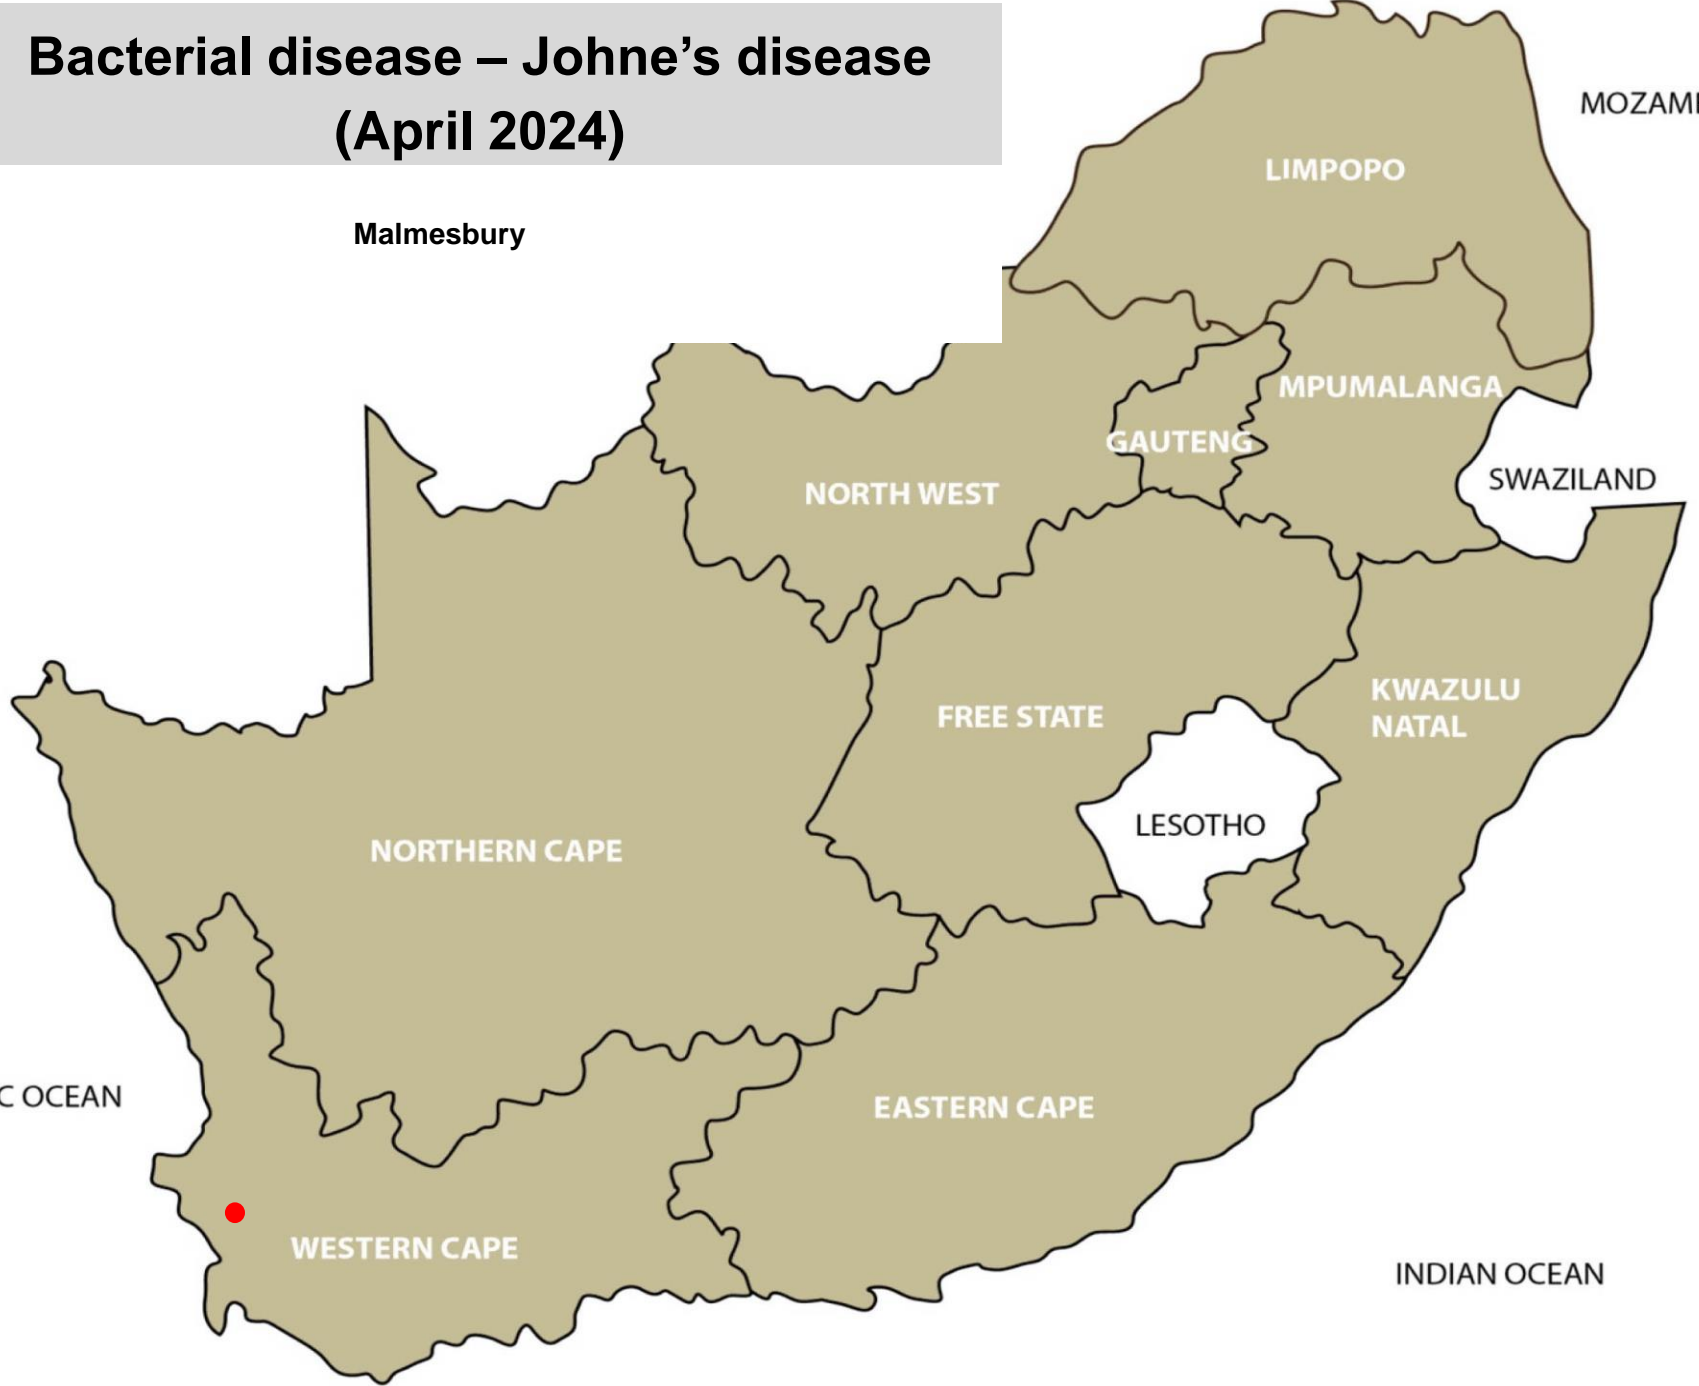 Bacterial disease – Johne’s disease
(April 2024)
Malmesbury
MOZAMI
LIMPOPO
MPUMALANGA
GAUTENG
SWAZILAND
NORTH WEST
KWAZULU
NATAL
FREE STATE
LESOTHO
NORTHERN CAPE
C OCEAN
EASTERN CAPE
WESTERN CAPE
INDIAN OCEAN